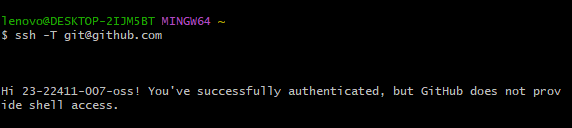 lenovo@DESKTOP-2IJM5BT MINGW64 ~
$ ssh -T git@github.com
Hi 23-22411-007-oss! You've successfully authenticated, but GitHub does not prov
ide shell access.